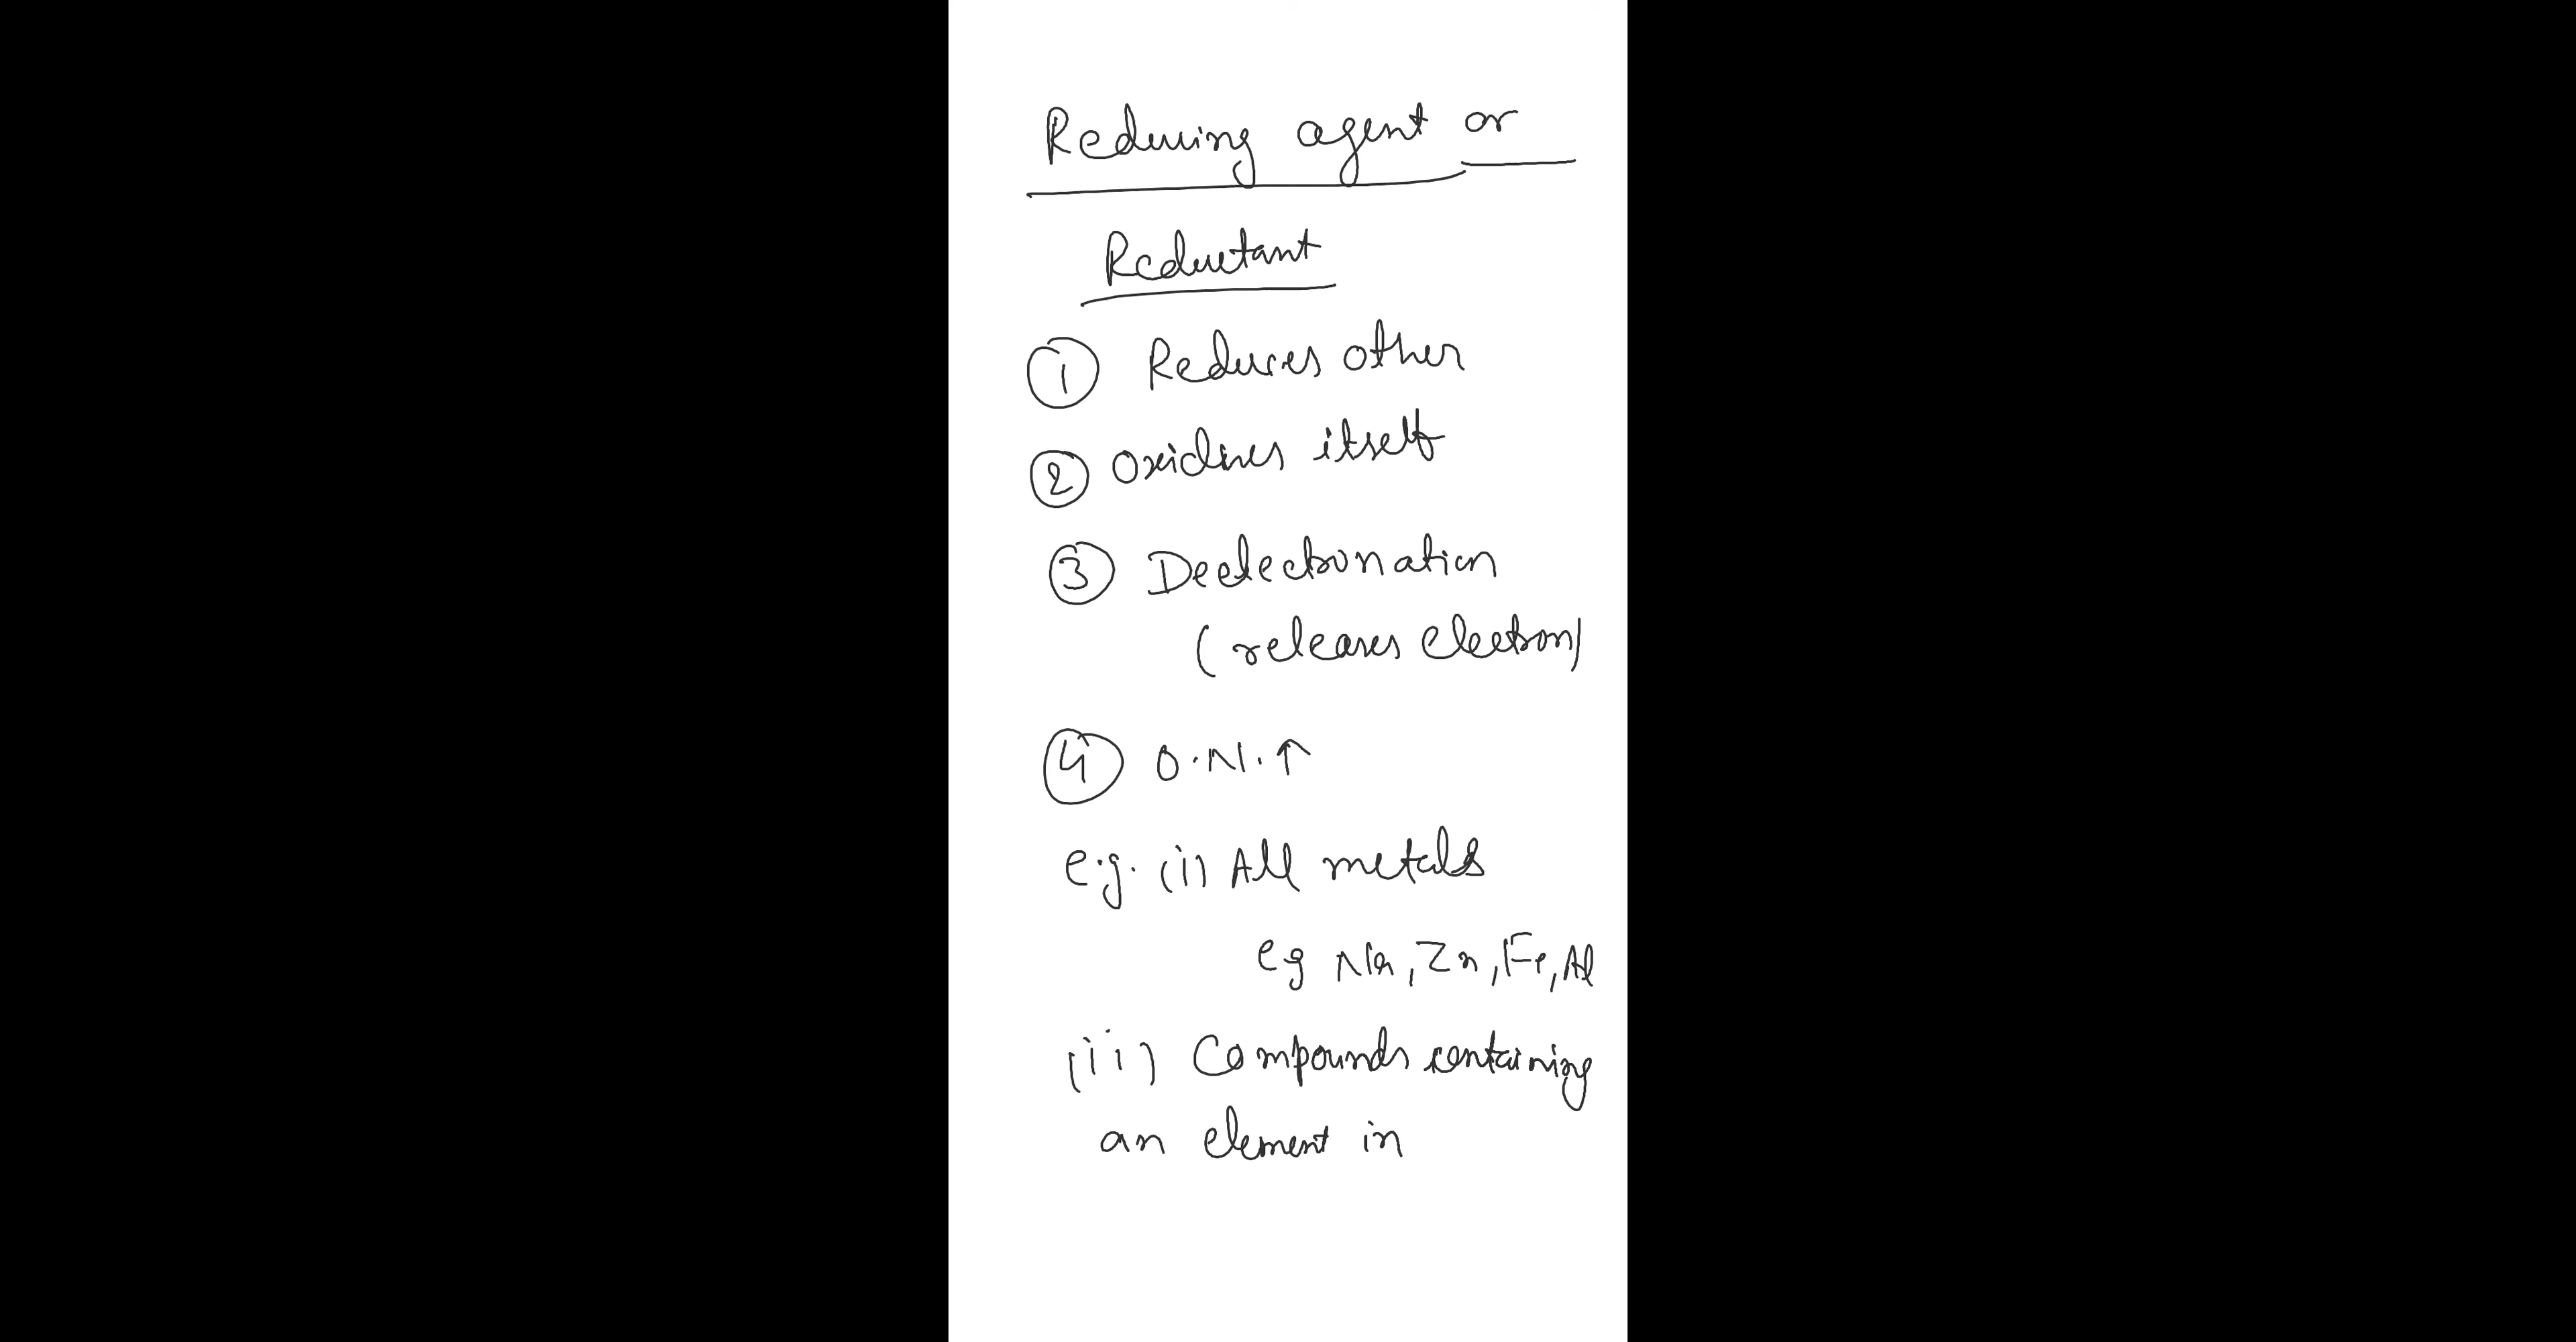 Reducing agent or
Reductant
① Reduces other
② Oxidises itself
③ Deelectronation
(releases electron)
④ O.N. ↑
e.g. (i) All metals
eg Na, Zn, Fe, Al
(ii) Compounds containing
an element in